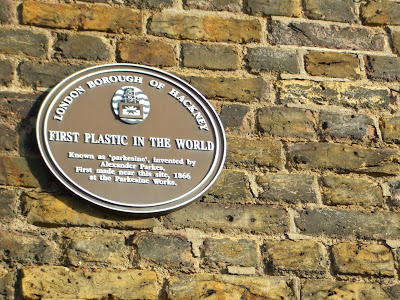 LONDON BOROUGH OF HACKNEY
FIRST PLASTIC IN THE WORLD
Known as 'parkesine', invented by
Alexander Parkes.
First made near this site, 1866
at the Parkesine Works.